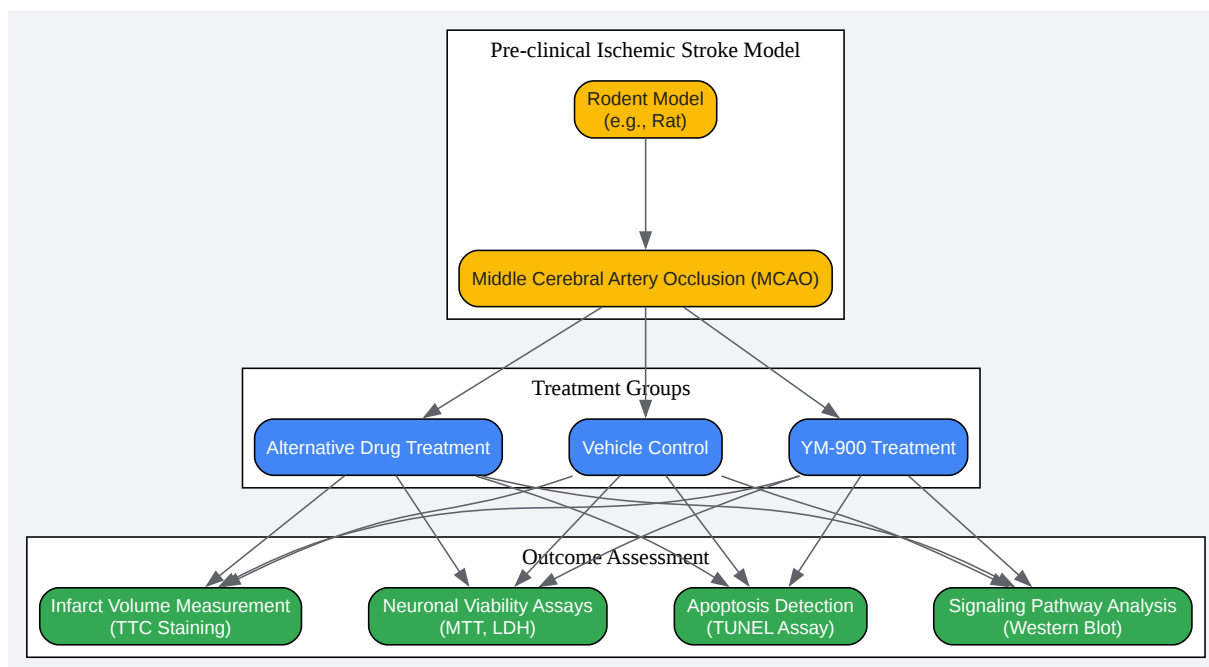 Pre-clinical Ischemic Stroke Model
Rodent Model
(e.g., Rat)
Middle Cerebral Artery Occlusion (MCAO)
Treatment Groups
Alternative Drug Treatment
Vehicle Control
YM-900 Treatment
Outcome Assessment
Infarct Volume Measurement
(TTC Staining)
Neuronal Viability Assays
(MTT, LDH)
Apoptosis Detection
(TUNEL Assay)
Signaling Pathway Analysis
(Western Blot)